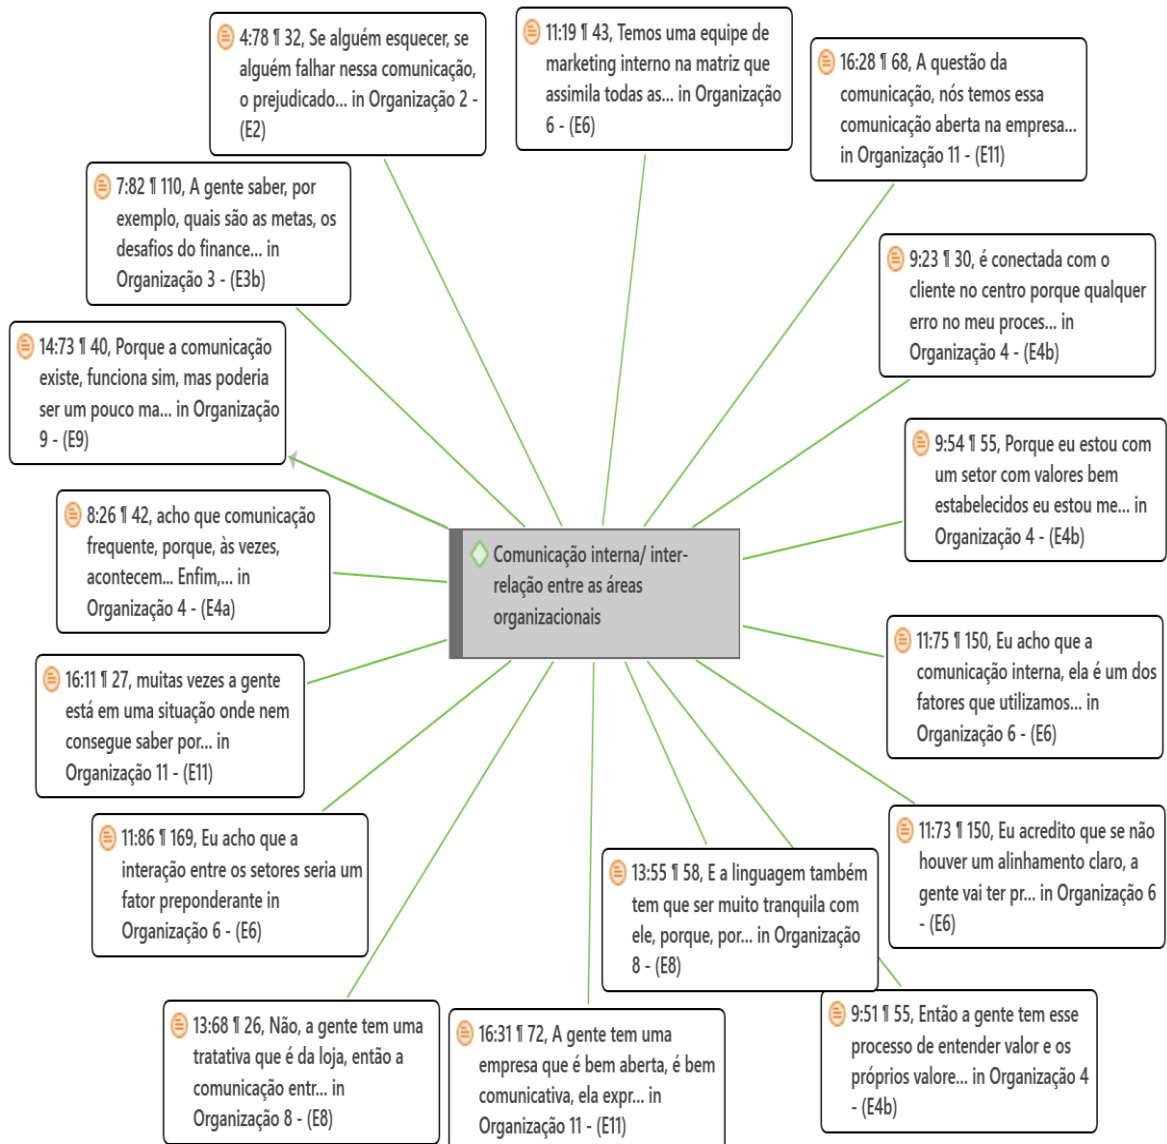 4:78 ¶ 32, Se alguém esquecer, se
alguém falhar nessa comunicação,
o prejudicado... in Organização 2 -
(E2)
11:19 ¶ 43, Temos uma equipe de
marketing interno na matriz que
assimila todas as... in Organização
6 - (E6)
16:28 ¶ 68, A questão da
comunicação, nós temos essa
comunicação aberta na empresa...
in Organização 11 - (E11)
7:82 ¶ 110, A gente saber, por
exemplo, quais são as metas, os
desafios do finance... in
Organização 3 - (E3b)
9:23 ¶ 30, é conectada com o
cliente no centro porque qualquer
erro no meu proces... in
Organização 4 - (E4b)
14:73 ¶ 40, Porque a comunicação
existe, funciona sim, mas poderia
ser um pouco ma... in Organização
9 - (E9)
9:54 ¶ 55, Porque eu estou com
um setor com valores bem
estabelecidos eu estou me... in
Organização 4 - (E4b)
8:26 ¶ 42, acho que comunicação
frequente, porque, às vezes,
acontecem... Enfim,... in
Organização 4 - (E4a)
Comunicação interna/ inter-
relação entre as áreas
organizacionais
11:75 ¶ 150, Eu acho que a
comunicação interna, ela é um dos
fatores que utilizamos... in
Organização 6 - (E6)
16:11 ¶ 27, muitas vezes a gente
está em uma situação onde nem
consegue saber por... in
Organização 11 - (E11)
11:86 ¶ 169, Eu acho que a
interação entre os setores seria um
fator preponderante in
Organização 6 - (E6)
13:55 ¶ 58, E a linguagem também
tem que ser muito tranquila com
ele, porque, por... in Organização
8 - (E8)
11:73 ¶ 150, Eu acredito que se não
houver um alinhamento claro, a
gente vai ter pr... in Organização 6
- (E6)
13:68 ¶ 26, Não, a gente tem uma
tratativa que é da loja, então a
comunicação entr... in
Organização 8 - (E8)
16:31 ¶ 72, A gente tem uma
empresa que é bem aberta, é bem
comunicativa, ela expr... in
Organização 11 - (E11)
9:51 ¶ 55, Então a gente tem esse
processo de entender valor e os
próprios valore... in Organização 4
- (E4b)